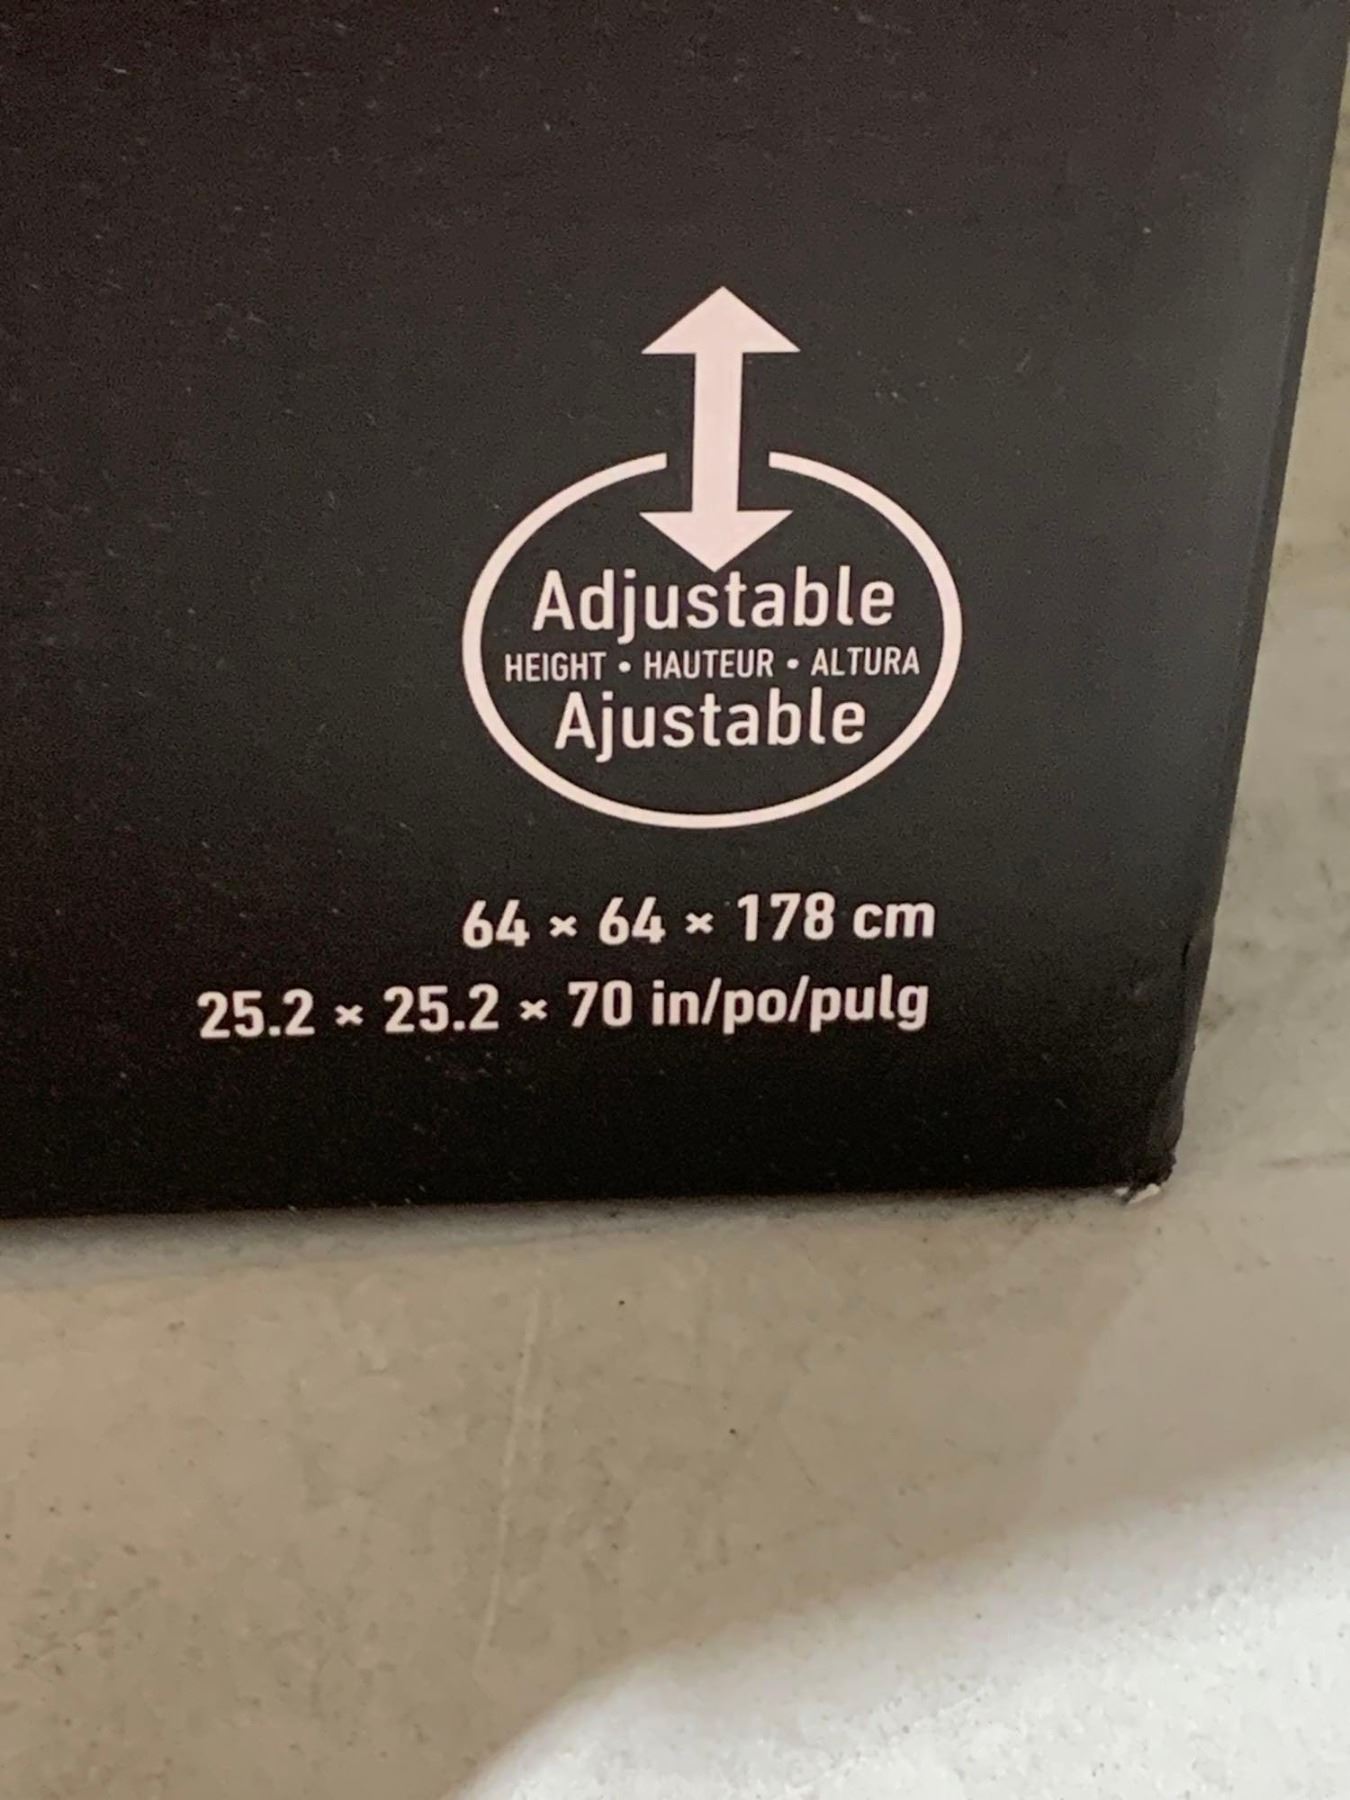 Adjustable
HEIGHT • HAUTEUR • ALTURA
Ajustable
64 × 64 × 178 cm
25.2 × 25.2 × 70 in/po/pulg